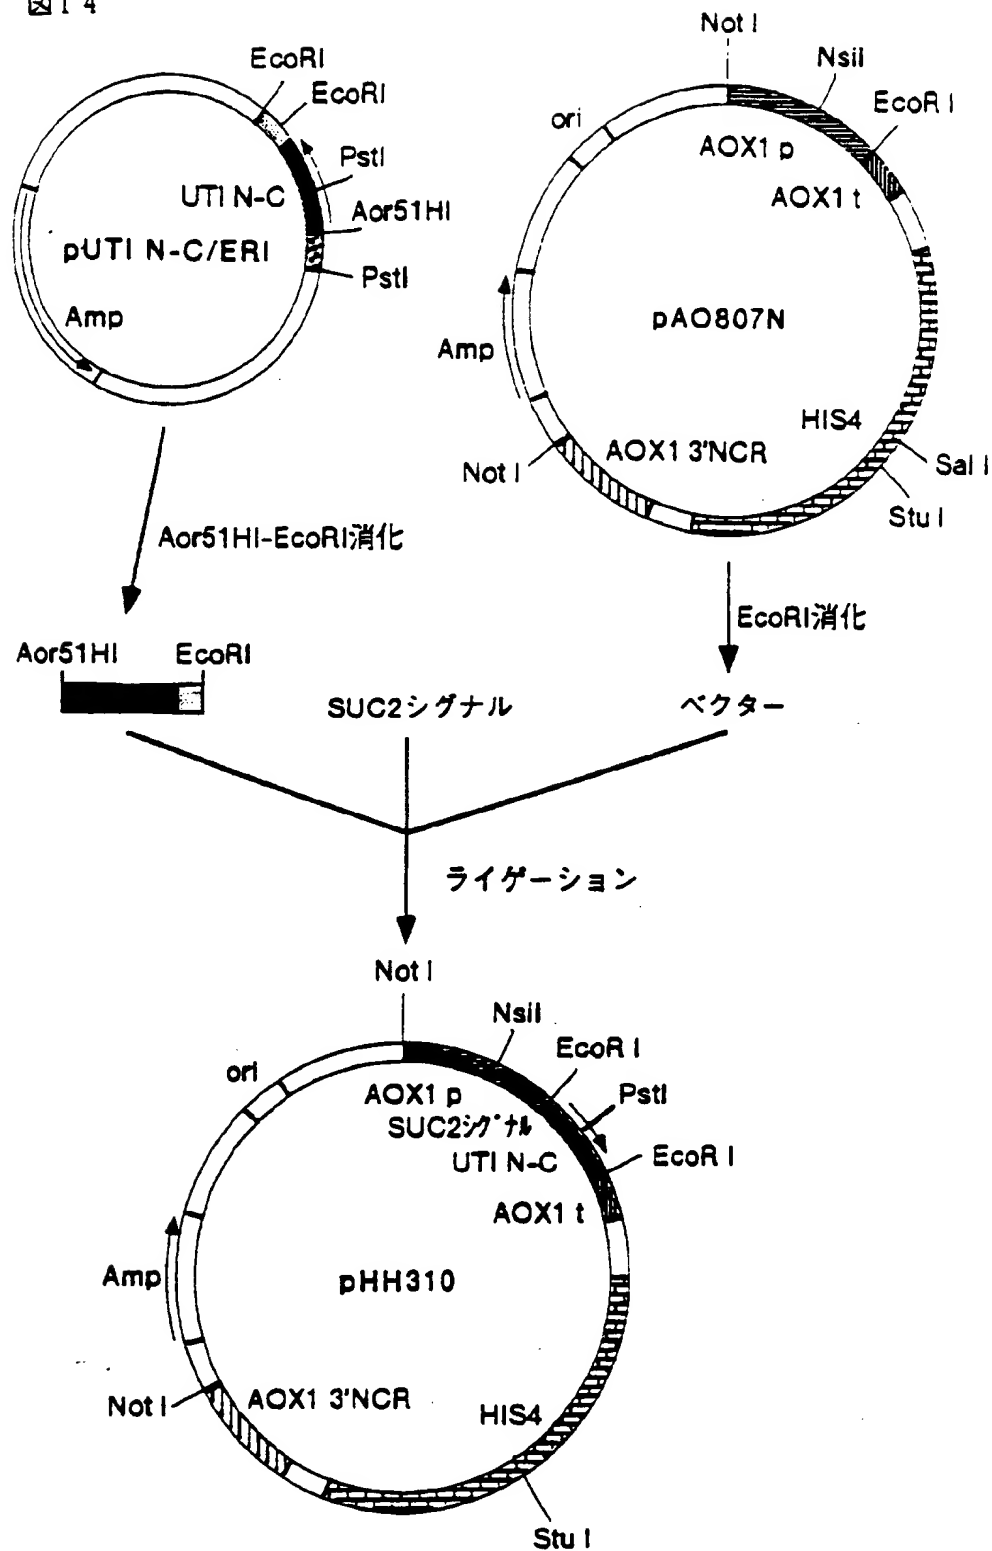 図14
EcoRI
EcoRI
PstI
UTI N-C
Aor51HI
pUTI N-C/ERI
PstI
Amp
Not I
NsiI
EcoR I
ori
AOX1 p
AOX1 t
pAO807N
Amp
HIS4
AOX1 3'NCR
Not I
Sal I
Stu I
Aor51HI-EcoRI消化
EcoRI消化
Aor51HI
EcoRI
SUC2シグナル
ベクター
ライゲーション
Not I
NsiI
EcoR I
ori
AOX1 p
PstI
SUC2シグナル
UTI N-C
EcoR I
AOX1 t
Amp
pHH310
Not I
AOX1 3'NCR
HIS4
Stu I